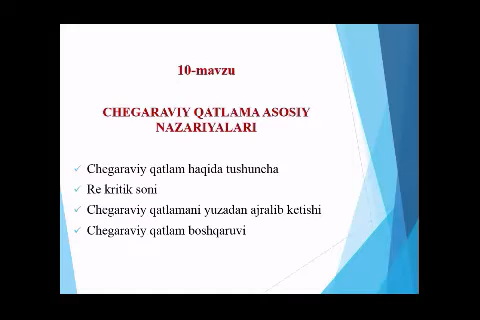 10-mavzu
CHEGARAVIY QATLAMA ASOSIY
NAZARIYALARI
Chegaraviy qatlam haqida tushuncha
Re kritik soni
Chegaraviy qatlamani yuzadan ajralib ketishi
Chegaraviy qatlam boshqaruvi